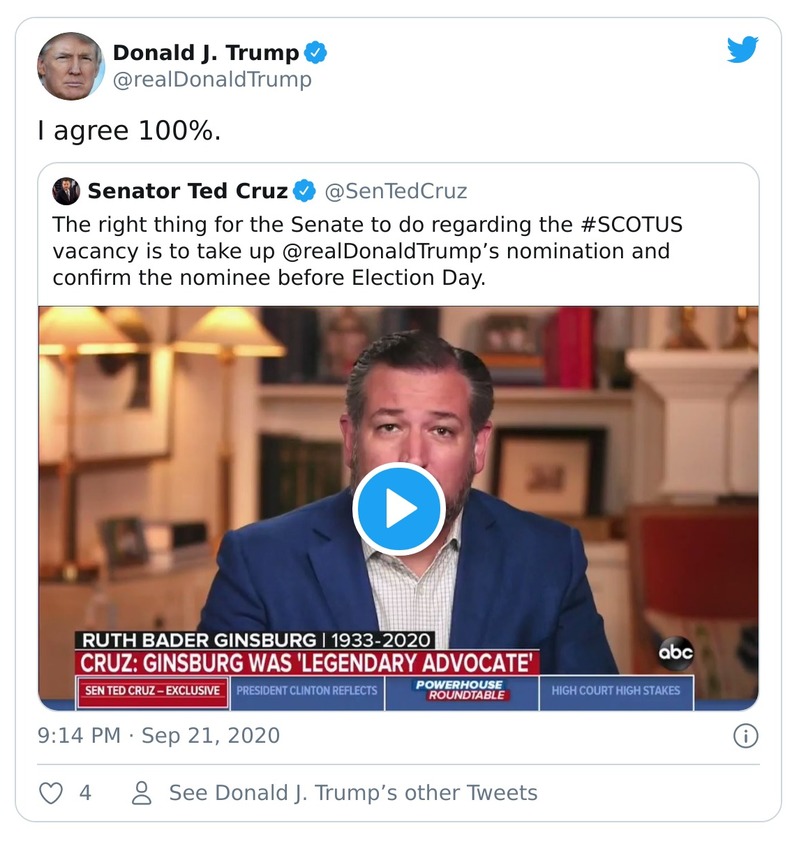 Donald J. Trump
@realDonaldTrump
I agree 100%.
Senator Ted Cruz @SenTedCruz
The right thing for the Senate to do regarding the #SCOTUS
vacancy is to take up @realDonaldTrump’s nomination and
confirm the nominee before Election Day.
RUTH BADER GINSBURG | 1933-2020
CRUZ: GINSBURG WAS 'LEGENDARY ADVOCATE'
abc
SEN TED CRUZ – EXCLUSIVE PRESIDENT CLINTON REFLECTS POWERHOUSE ROUNDTABLE HIGH COURT HIGH STAKES
9:14 PM · Sep 21, 2020
4 See Donald J. Trump’s other Tweets